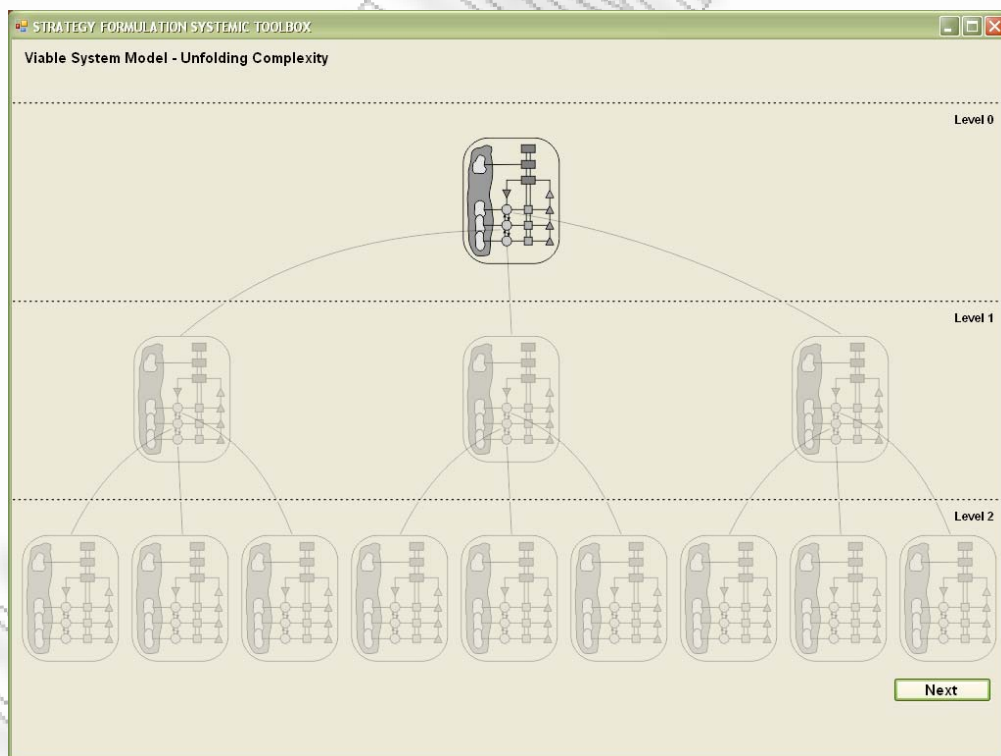 STRATEGY FORMULATION SYSTEMIC TOOLBOX
Viable System Model - Unfolding Complexity
Level 0
Level 1
Level 2
Next